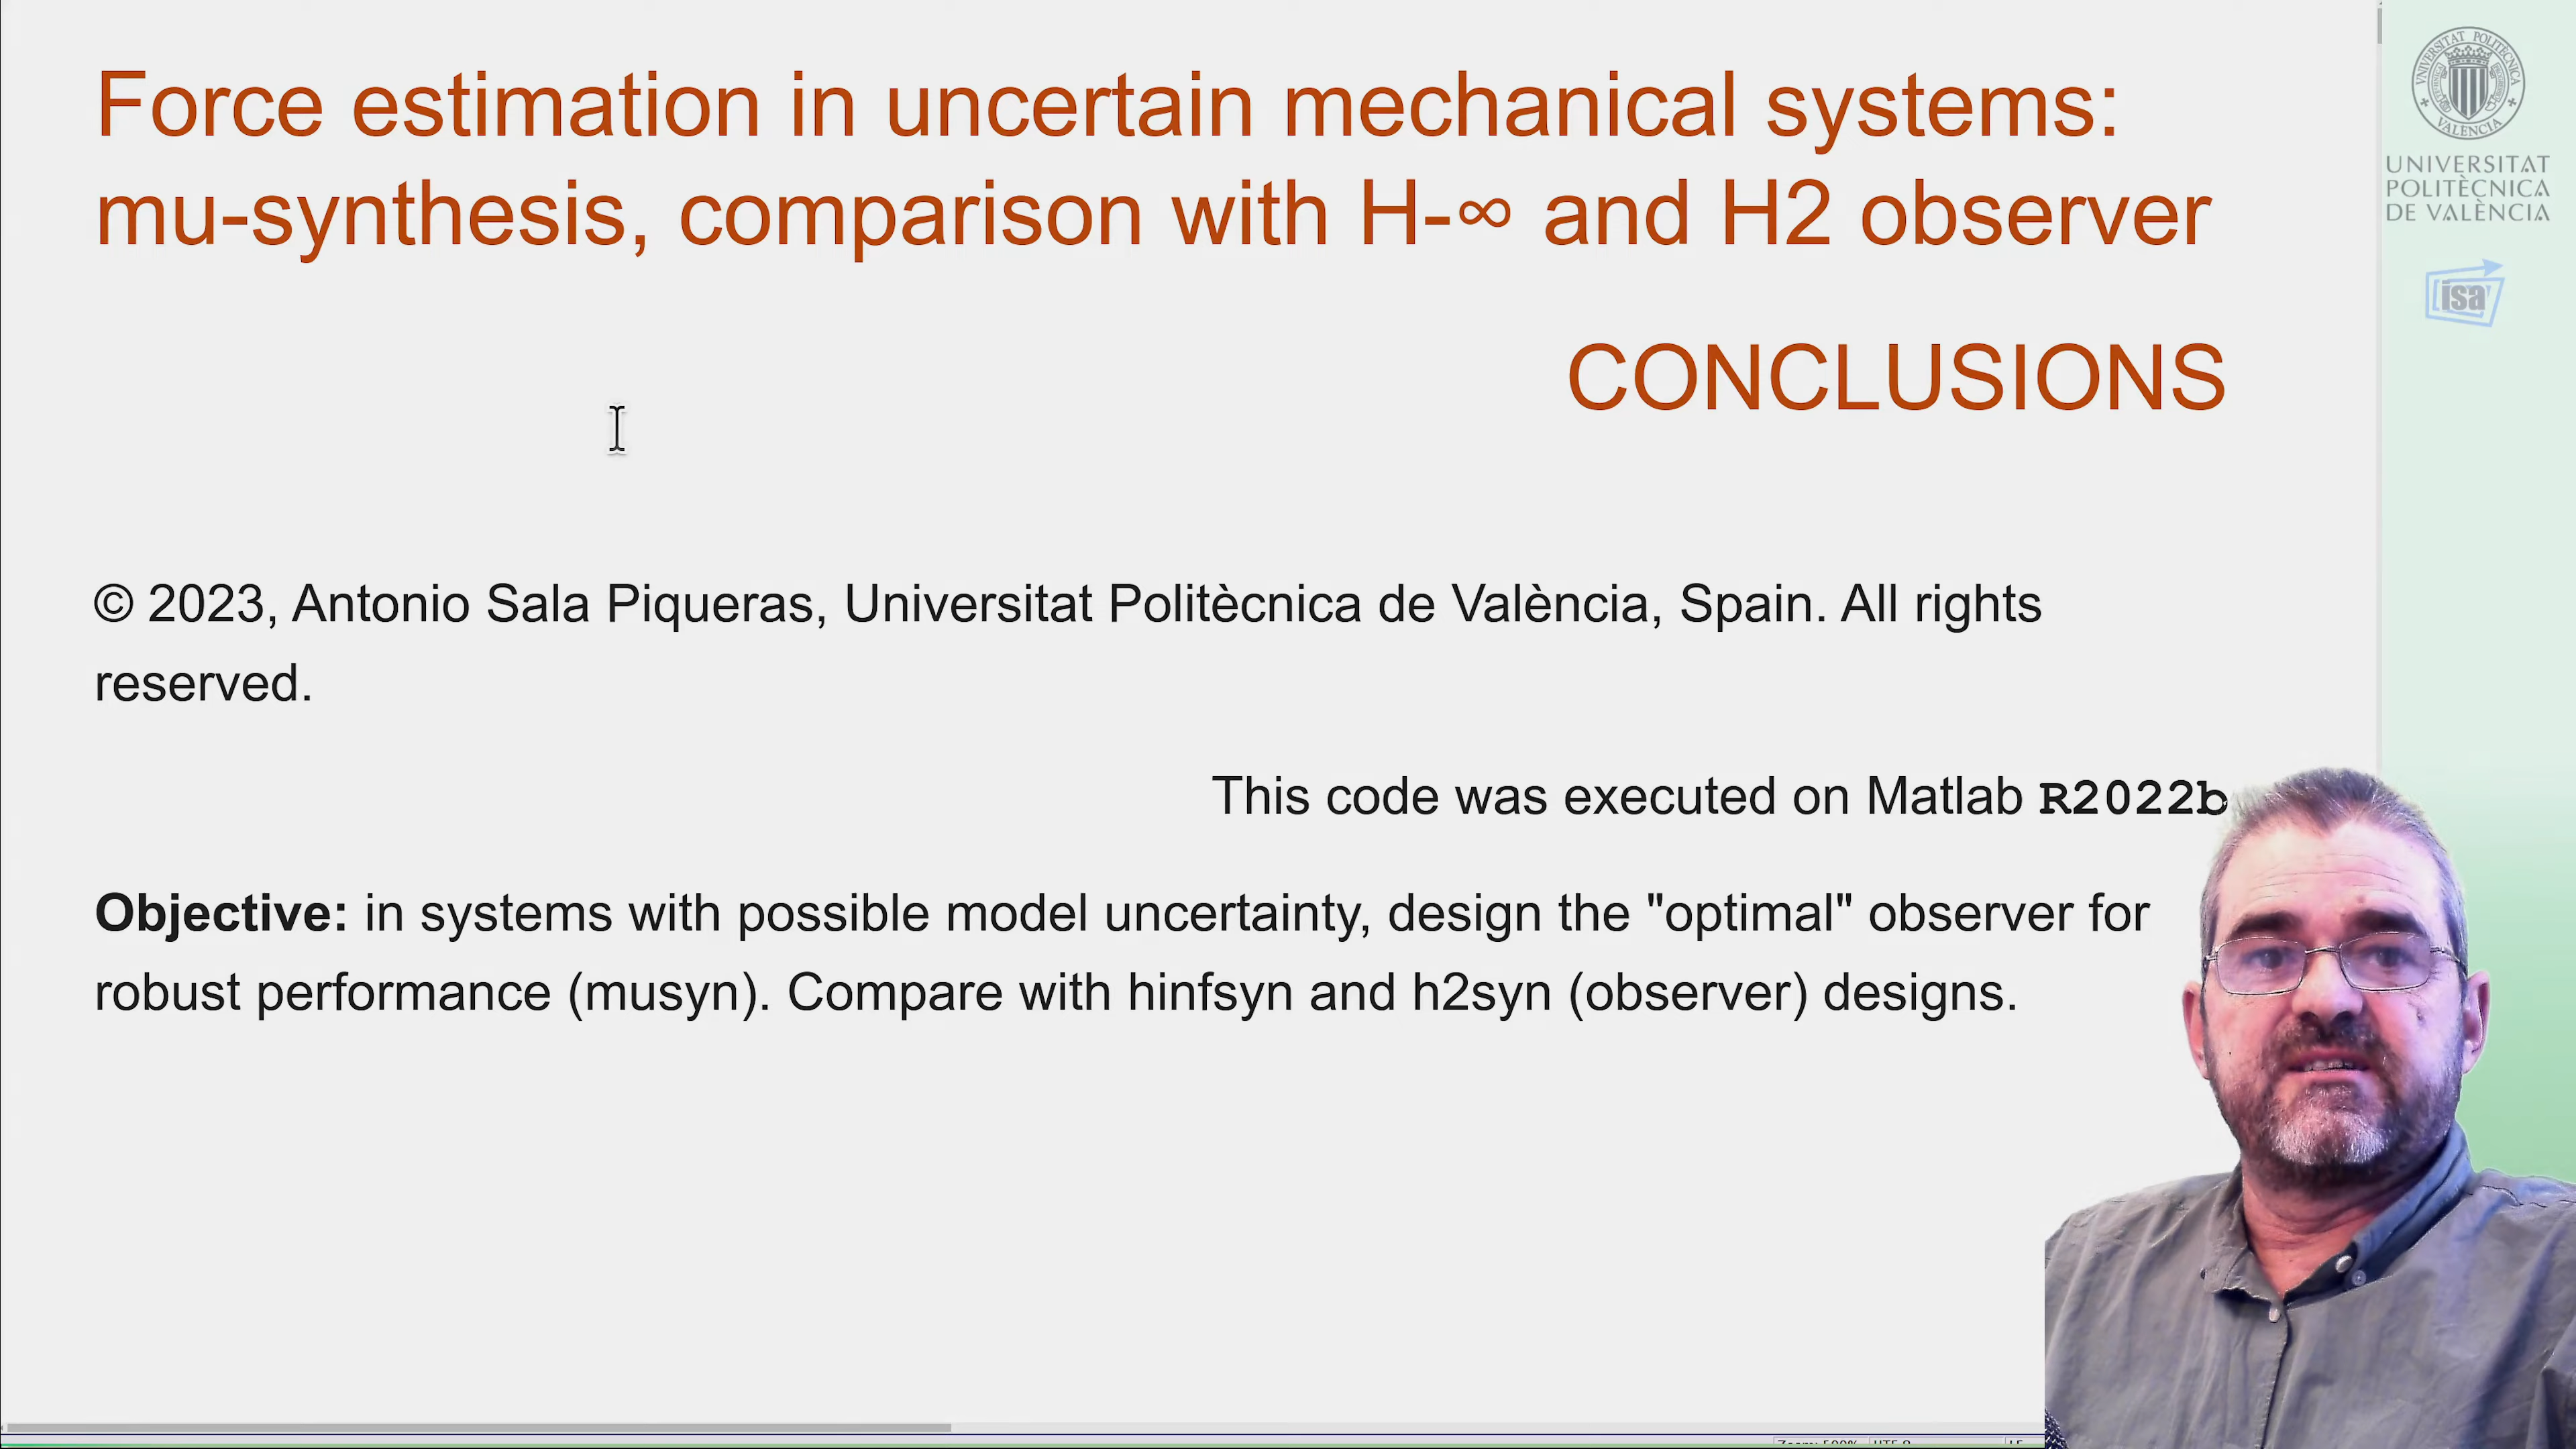 Force estimation in uncertain mechanical systems:
mu-synthesis, comparison with H-∞ and H2 observer
CONCLUSIONS
© 2023, Antonio Sala Piqueras, Universitat Politècnica de València, Spain. All rights
reserved.
This code was executed on Matlab R2022b
Objective: in systems with possible model uncertainty, design the "optimal" observer for
robust performance (musyn). Compare with hinfsyn and h2syn (observer) designs.
UNIVERSITAT POLITECNICA
VALÈNCIA
UNIVERSITAT
POLITÈCNICA
DE VALÈNCIA
isa